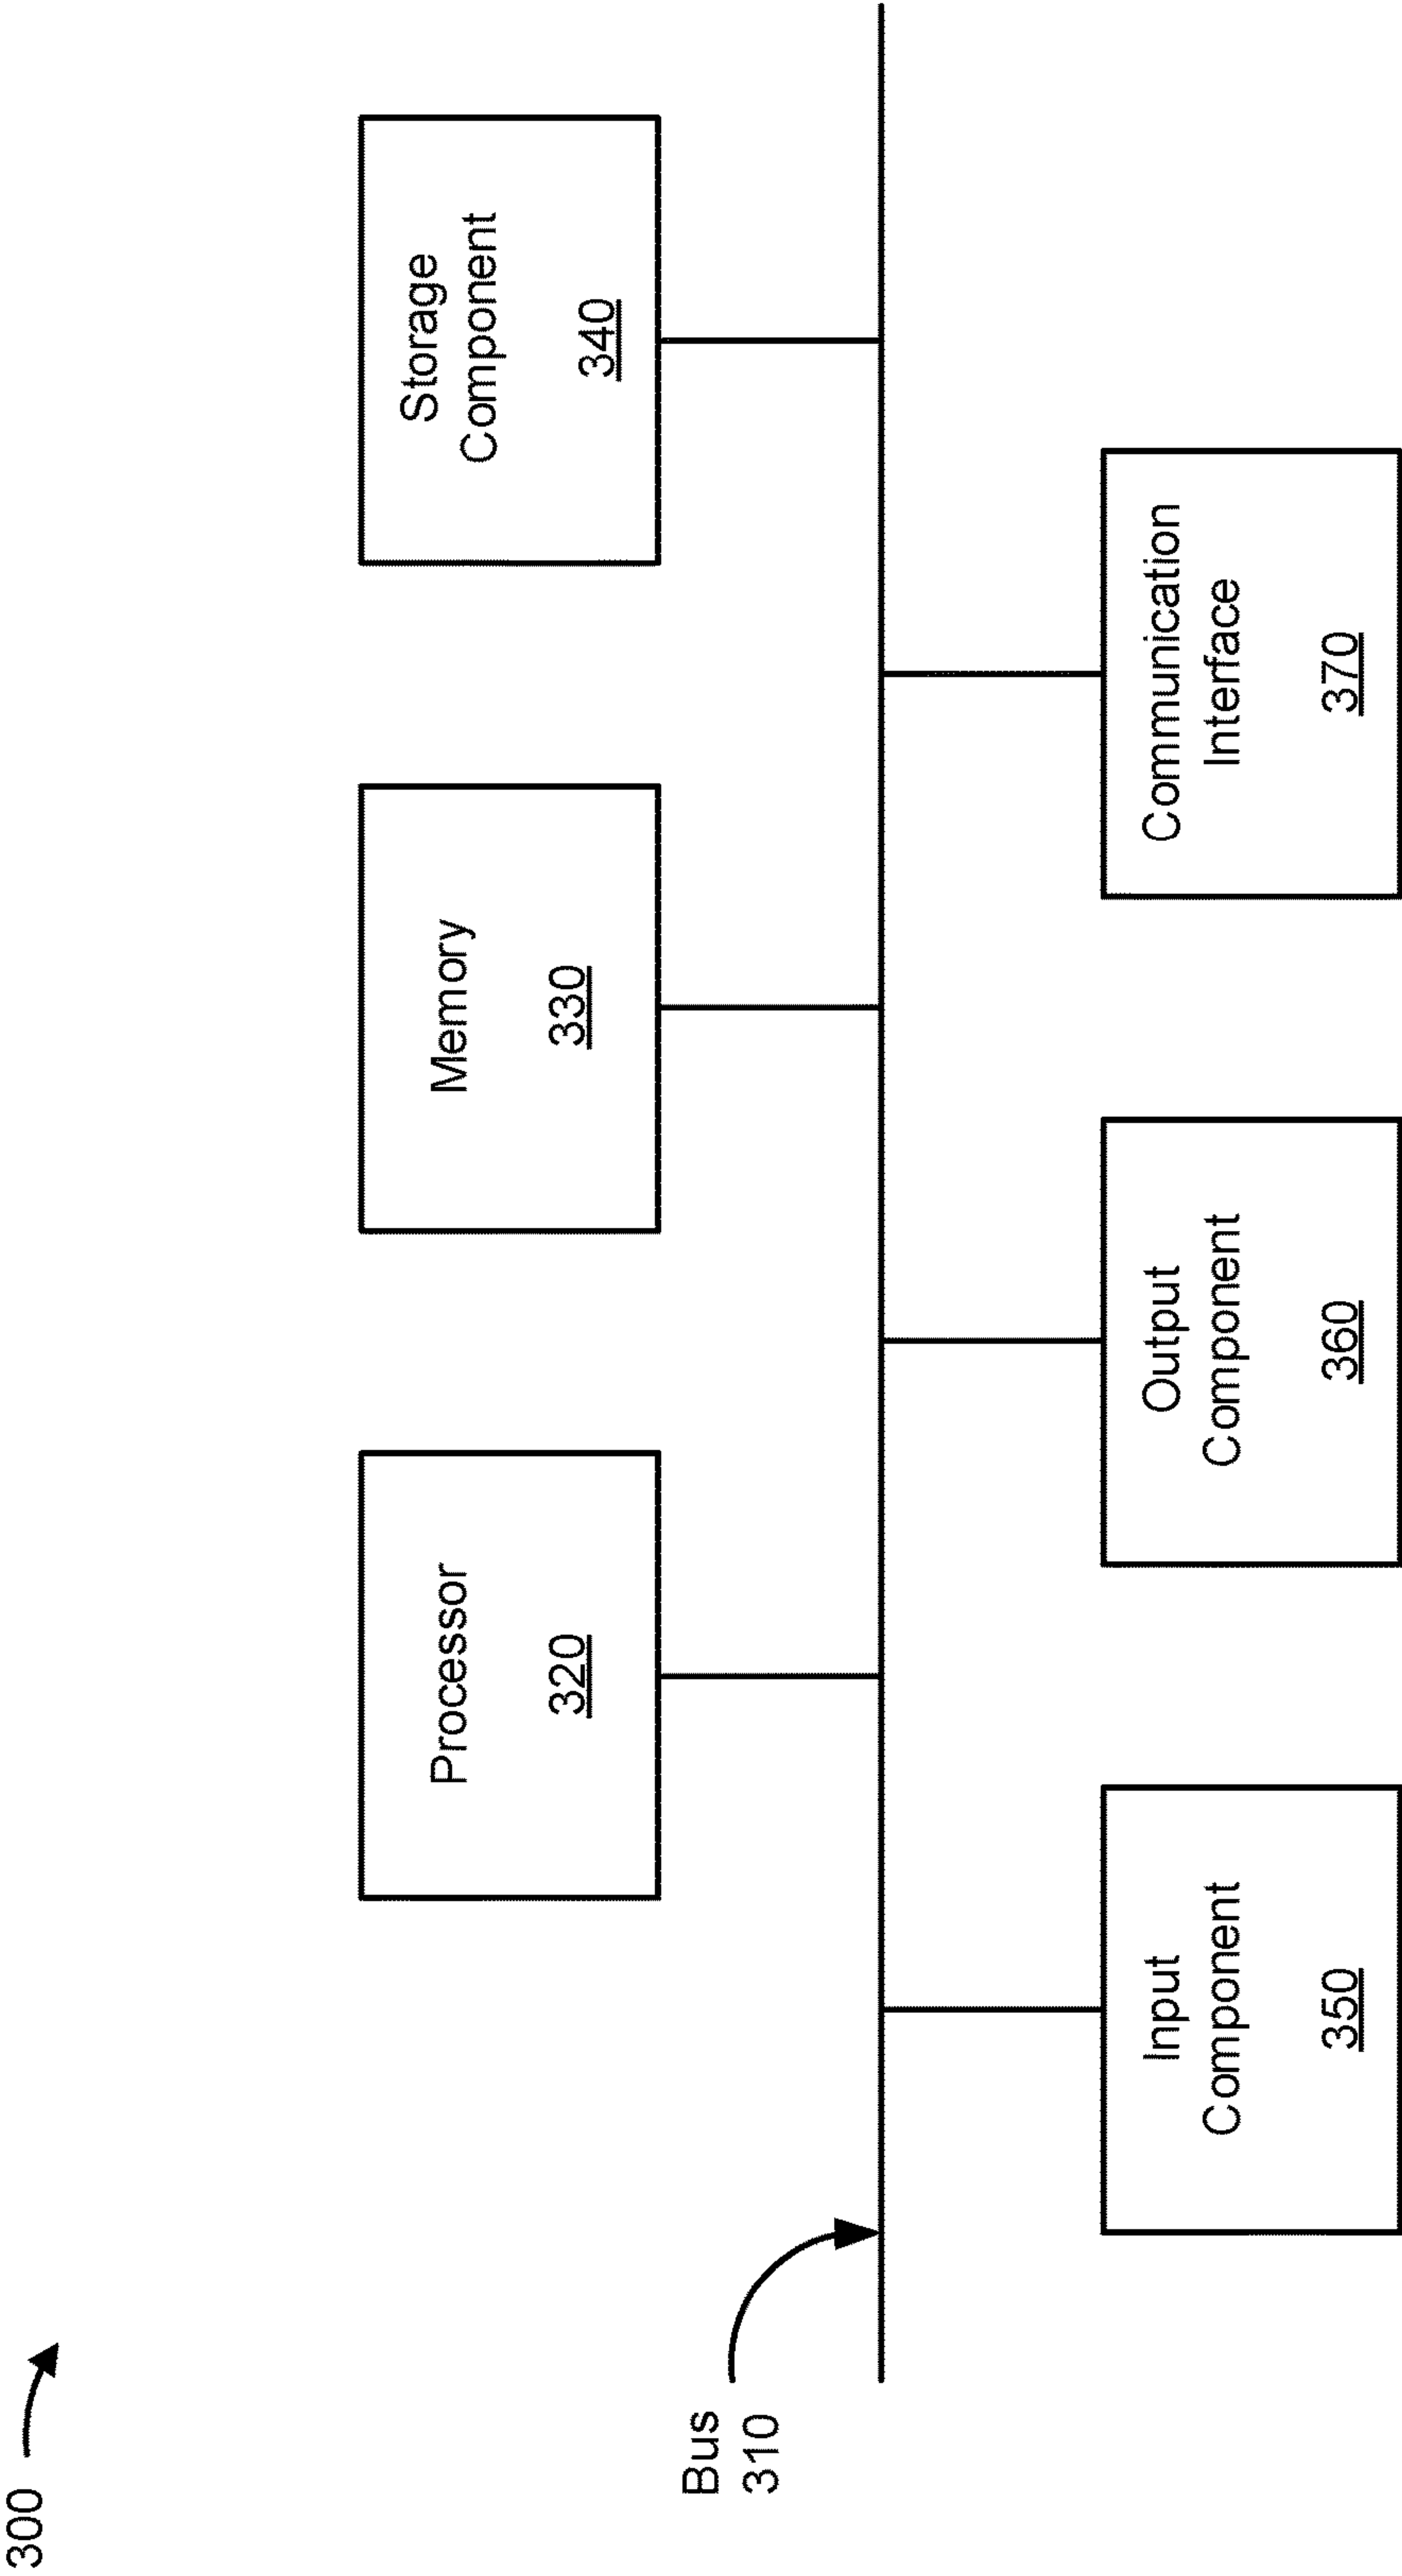 300
Bus
310
Processor
320
Memory
330
Storage
Component
340
Input
Component
350
Output
Component
360
Communication
Interface
370